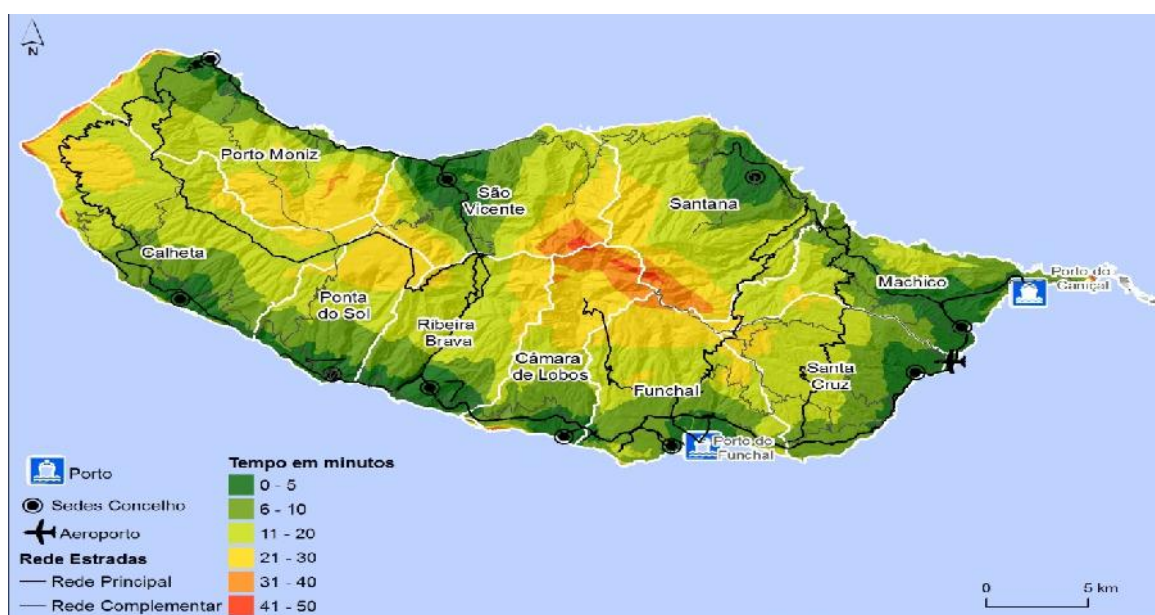 N
Porto Moniz
São
Vicente
Santana
Calheta
Ponta
do Sol
Ribeira
Brava
Câmara
de Lobos
Funchal
Santa
Cruz
Machico
Porto do
Caniçal
Porto do
Funchal
Porto
Sedes Concelho
Aeroporto
Rede Estradas
Rede Principal
Rede Complementar
Tempo em minutos
0 - 5
6 - 10
11 - 20
21 - 30
31 - 40
41 - 50
0 5 km